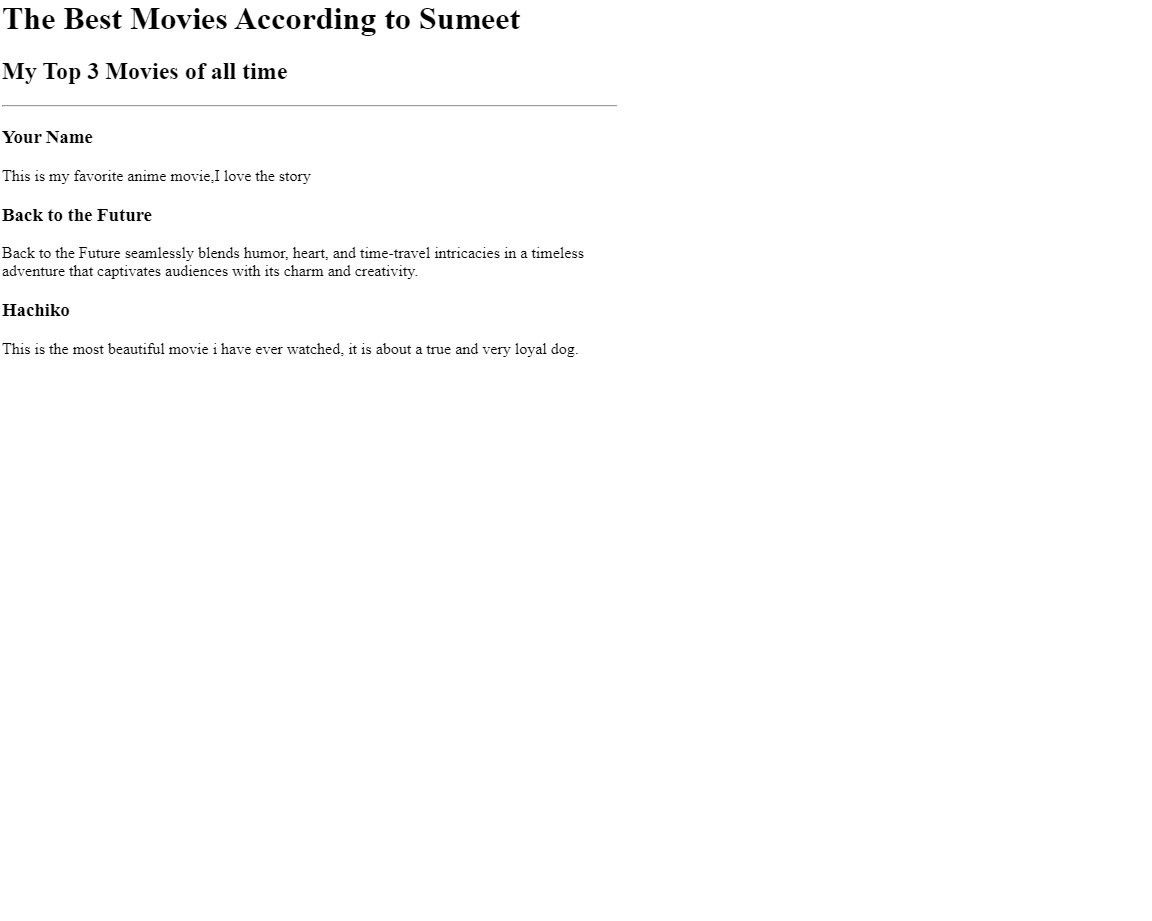 The Best Movies According to Sumeet
My Top 3 Movies of all time
Your Name
This is my favorite anime movie,I love the story
Back to the Future
Back to the Future seamlessly blends humor, heart, and time-travel intricacies in a timeless
adventure that captivates audiences with its charm and creativity.
Hachiko
This is the most beautiful movie i have ever watched, it is about a true and very loyal dog.